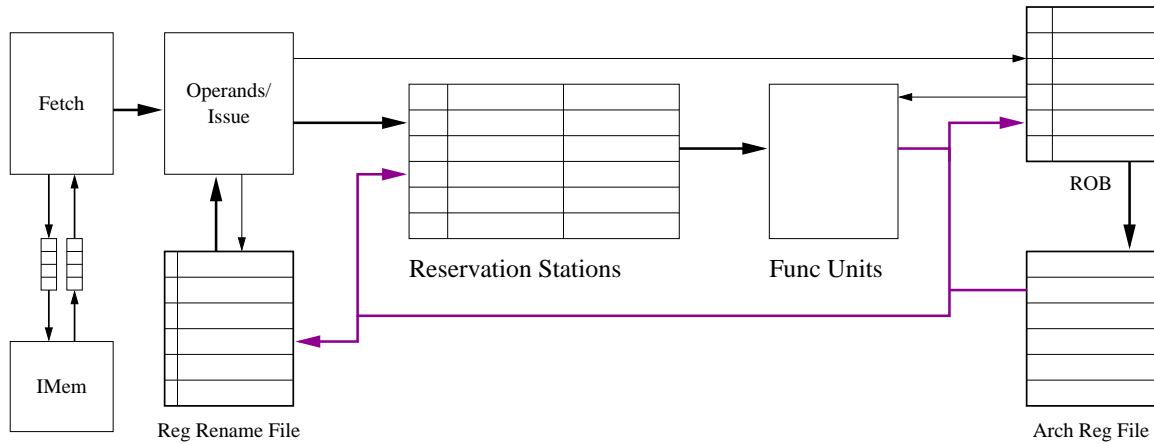 Fetch
Operands/
Issue
ROB
Reservation Stations
Func Units
IMem
Reg Rename File
Arch Reg File